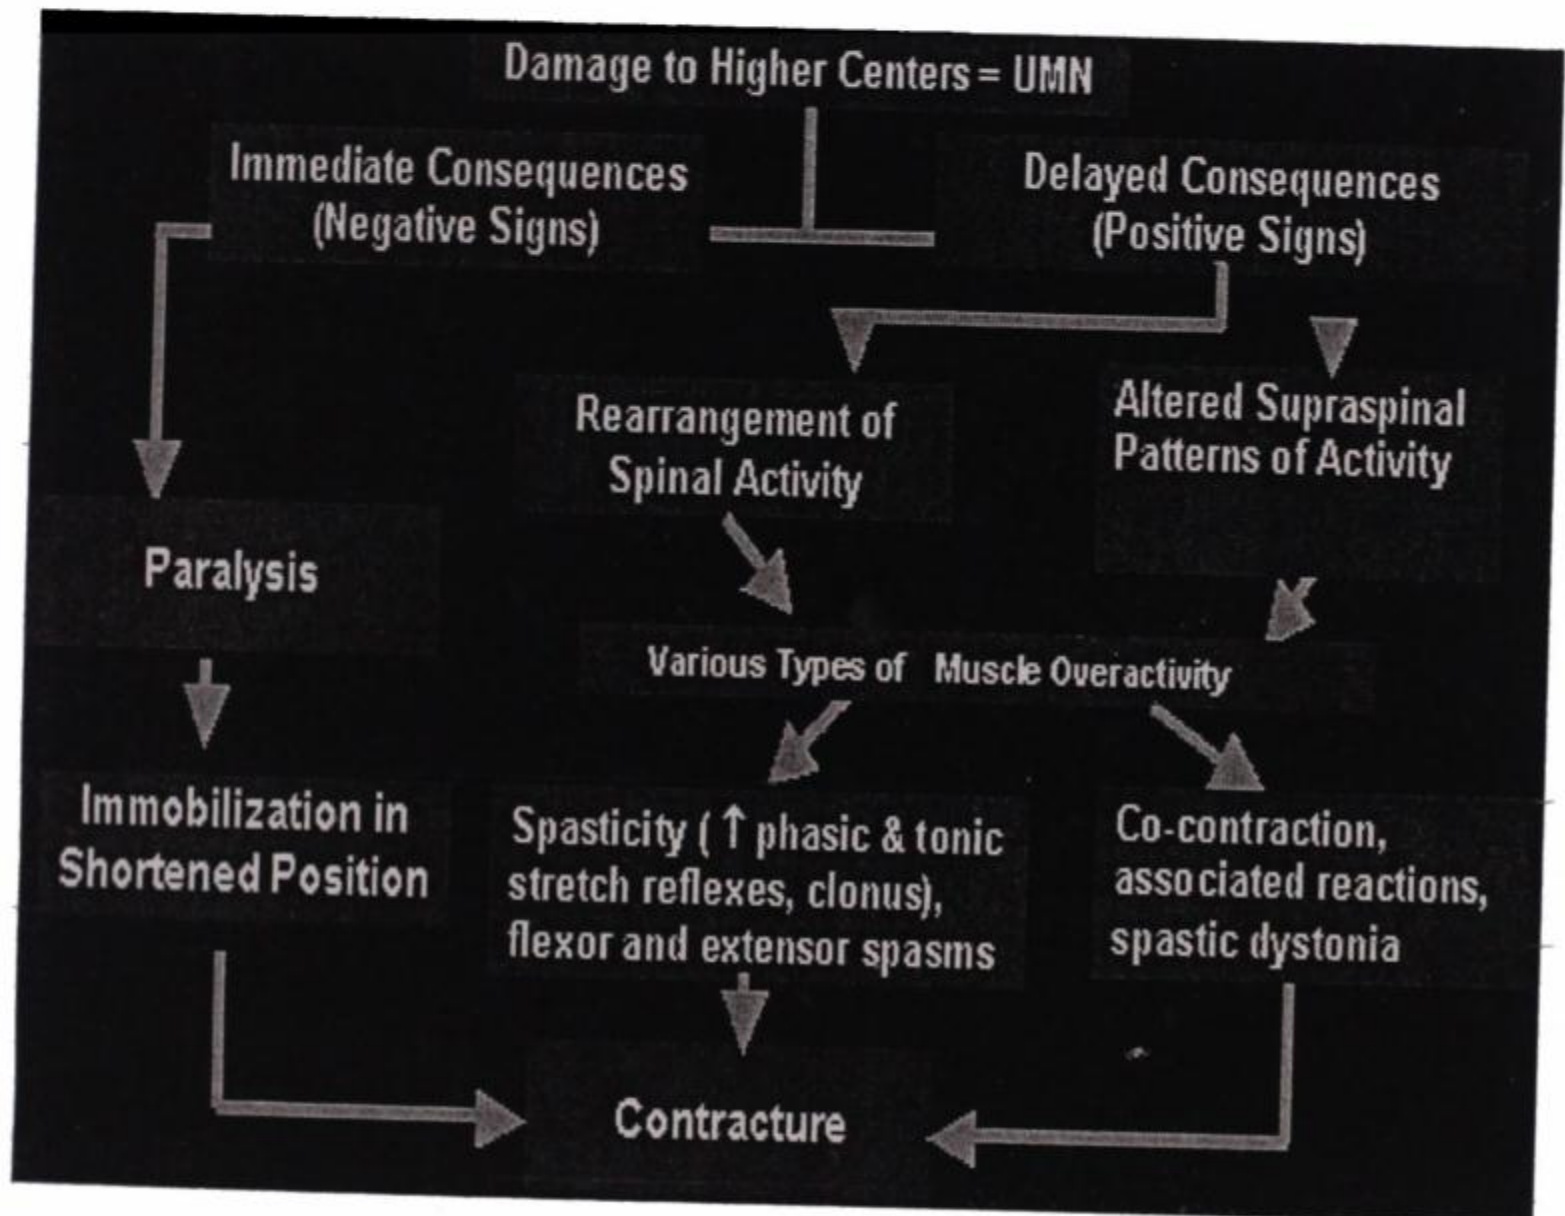 Damage to Higher Centers = UMN
Immediate Consequences
(Negative Signs)
Delayed Consequences
(Positive Signs)
Rearrangement of
Spinal Activity
Altered Supraspinal
Patterns of Activity
Paralysis
Various Types of Muscle Overactivity
Immobilization in
Shortened Position
Spasticity (↑ phasic & tonic
stretch reflexes, clonus),
flexor and extensor spasms
Co-contraction,
associated reactions,
spastic dystonia
Contracture